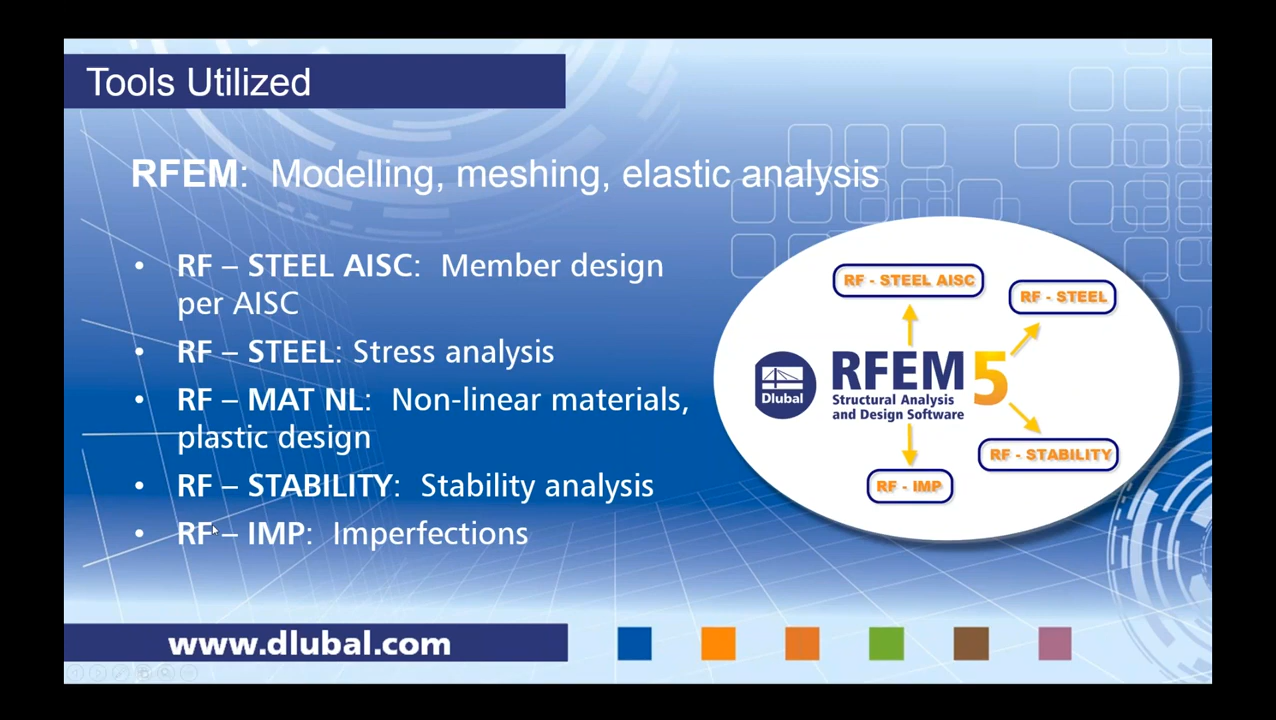 Tools Utilized
RFEM: Modelling, meshing, elastic analysis
• RF – STEEL AISC: Member design
per AISC
• RF – STEEL: Stress analysis
• RF – MAT NL: Non-linear materials,
plastic design
• RF – STABILITY: Stability analysis
• RF – IMP: Imperfections
RF - STEEL AISC
RF - STEEL
Dlubal
RFEM 5
Structural Analysis
and Design Software
RF - STABILITY
RF - IMP
www.dlubal.com